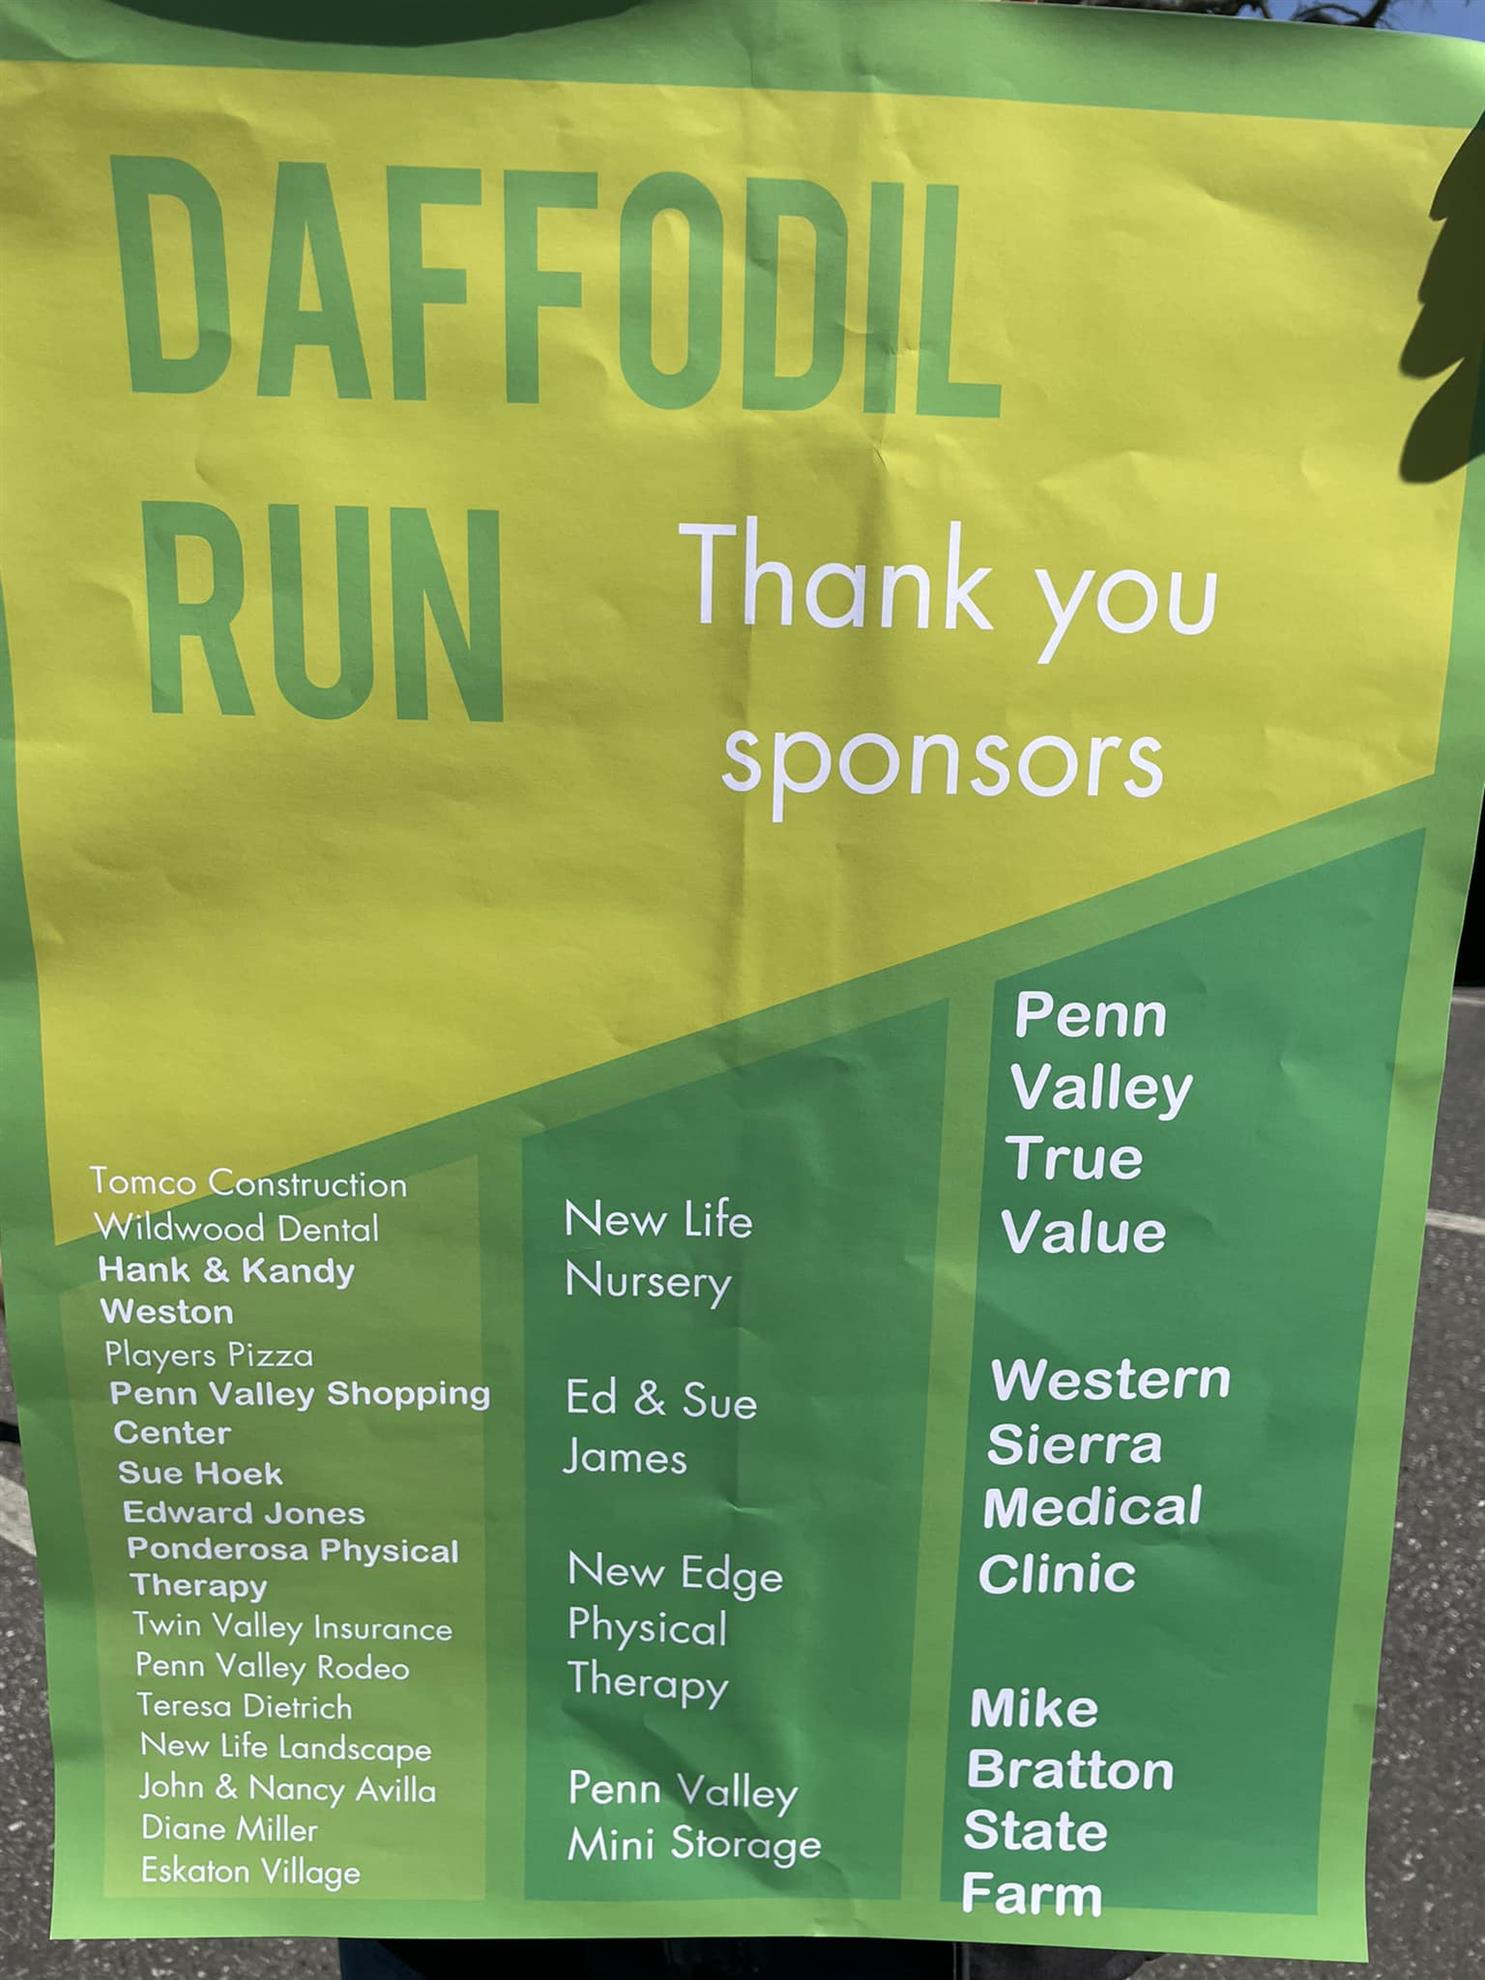 DAFFODIL
RUN
Thank you
sponsors
Tomco Construction
Wildwood Dental
Hank & Kandy
Weston
Players Pizza
Penn Valley Shopping
Center
Sue Hoek
Edward Jones
Ponderosa Physical
Therapy
Twin Valley Insurance
Penn Valley Rodeo
Teresa Dietrich
New Life Landscape
John & Nancy Avilla
Diane Miller
Eskaton Village
New Life
Nursery
Ed & Sue
James
New Edge
Physical
Therapy
Penn Valley
Mini Storage
Penn
Valley
True
Value
Western
Sierra
Medical
Clinic
Mike
Bratton
State
Farm